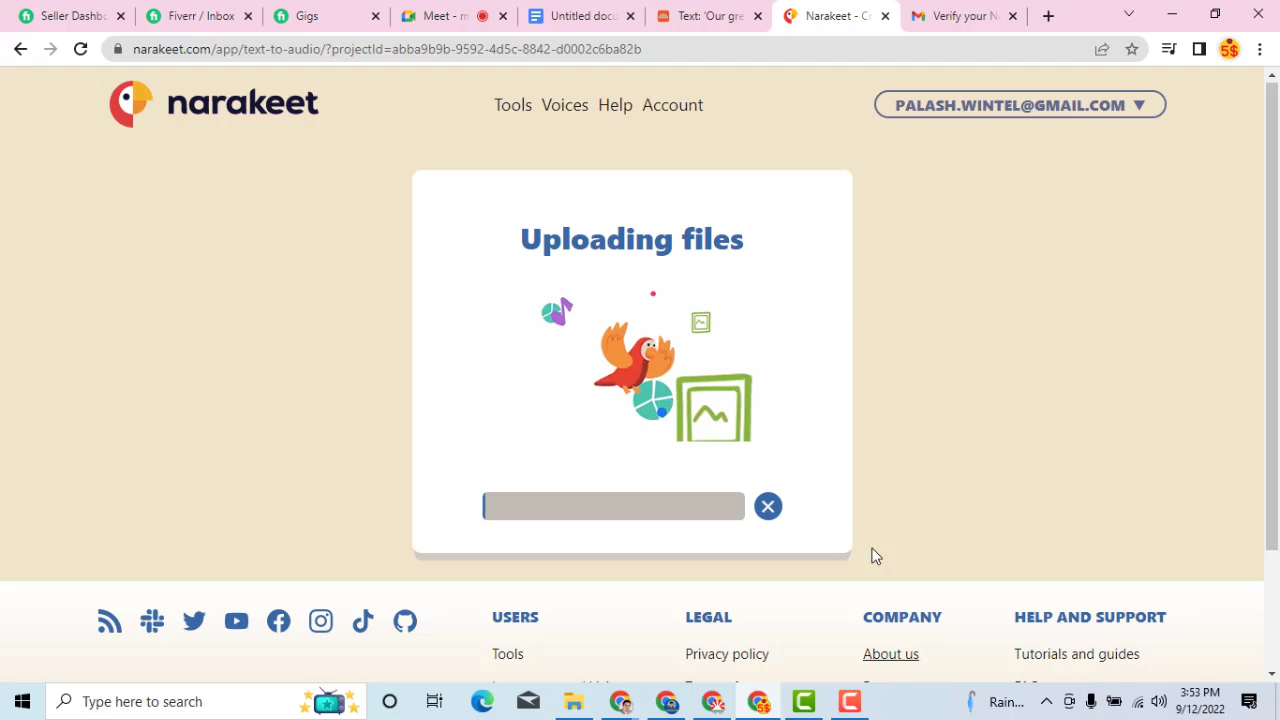 Seller Dashb
Fiverr / Inbox
Gigs
Meet - m
Untitled docu
Text: 'Our gre
Narakeet - Cr
Verify your N
narakeet.com/app/text-to-audio/?projectId=abba9b9b-9592-4d5c-8842-d0002c6ba82b
5$
narakeet
Tools Voices Help Account
PALASH.WINTEL@GMAIL.COM ▼
Uploading files
USERS
LEGAL
COMPANY
HELP AND SUPPORT
Tools
Privacy policy
About us
Tutorials and guides
Type here to search
Rain...
3:53 PM
9/12/2022